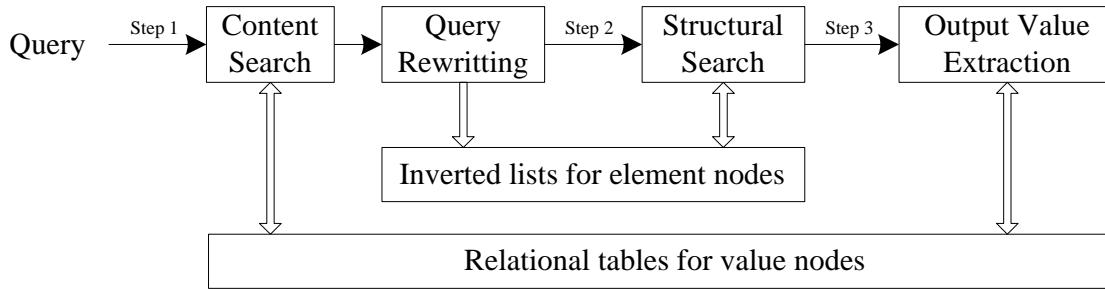 Query
Step 1
Content
Search
Query
Rewritting
Step 2
Structural
Search
Step 3
Output Value
Extraction
Inverted lists for element nodes
Relational tables for value nodes